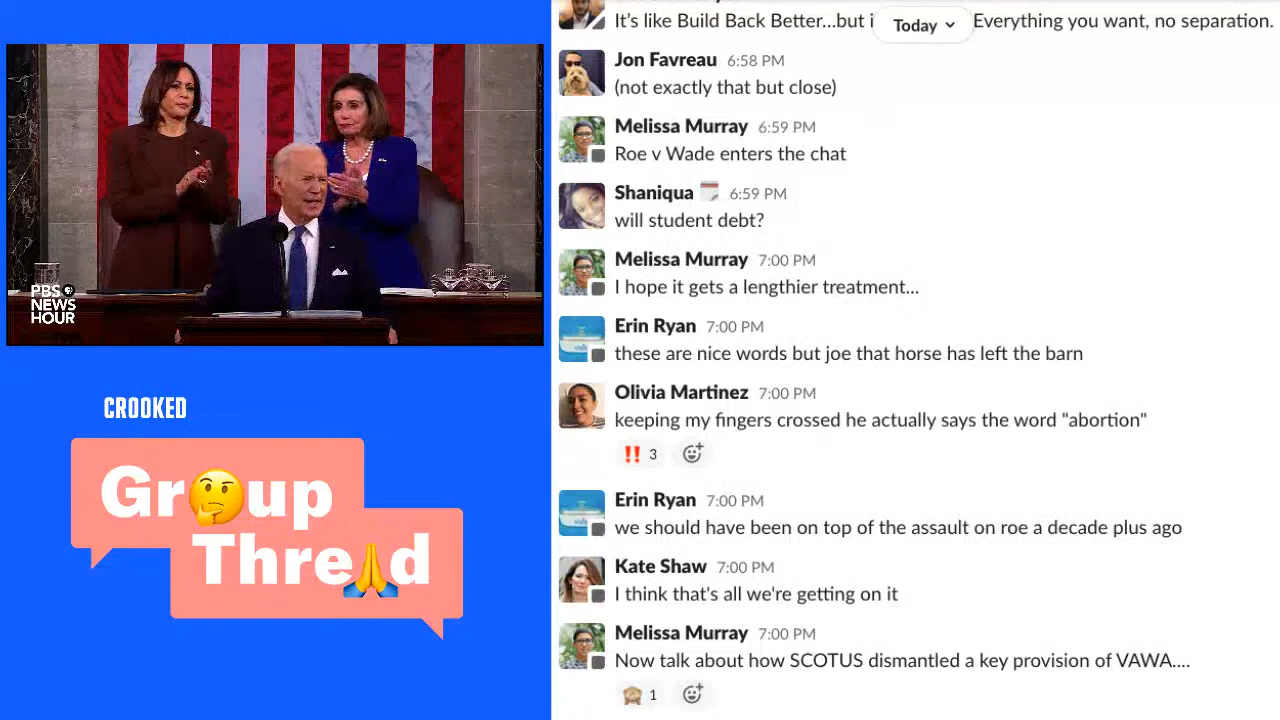 PBS
NEWS
HOUR
CROOKED
Gr🤔up
Thre🙏d
It's like Build Back Better...but i
Today
Everything you want, no separation.
Jon Favreau 6:58 PM
(not exactly that but close)
Melissa Murray 6:59 PM
Roe v Wade enters the chat
Shaniqua 6:59 PM
will student debt?
Melissa Murray 7:00 PM
I hope it gets a lengthier treatment...
Erin Ryan 7:00 PM
these are nice words but joe that horse has left the barn
Olivia Martinez 7:00 PM
keeping my fingers crossed he actually says the word "abortion"
‼️ 3
Erin Ryan 7:00 PM
we should have been on top of the assault on roe a decade plus ago
Kate Shaw 7:00 PM
I think that's all we're getting on it
Melissa Murray 7:00 PM
Now talk about how SCOTUS dismantled a key provision of VAWA....
🙈 1